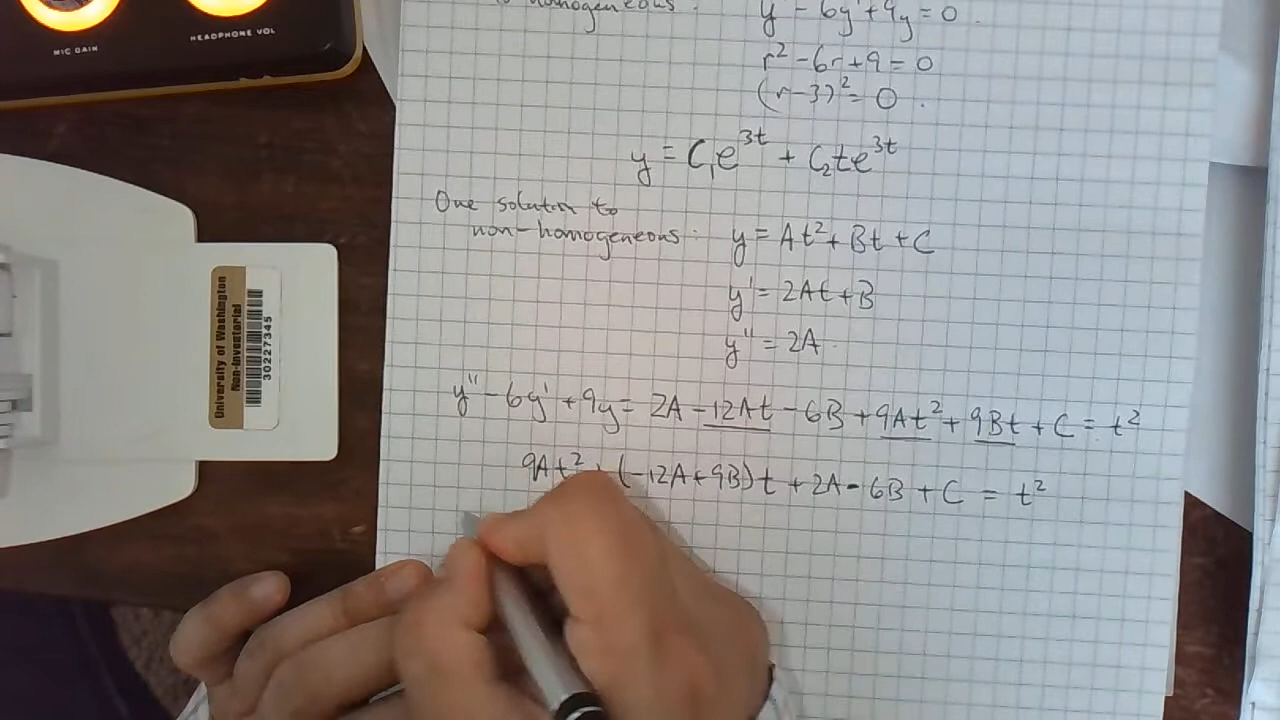 MIC GAIN
HEADPHONE VOL
homogeneous:
y'' - 6y' + 9y = 0.
r² - 6r + 9 = 0
(r - 3)² = 0.
y = C₁e^{3t} + C₂te^{3t}
One solution to
non-homogeneous: y = At² + Bt + C
y' = 2At + B
y'' = 2A.
y'' - 6y' + 9y = 2A - 12At - 6B + 9At² + 9Bt + C = t²
9At² + (-12A + 9B)t + 2A - 6B + C = t²
University of Washington
Non-Inventorial
30227345